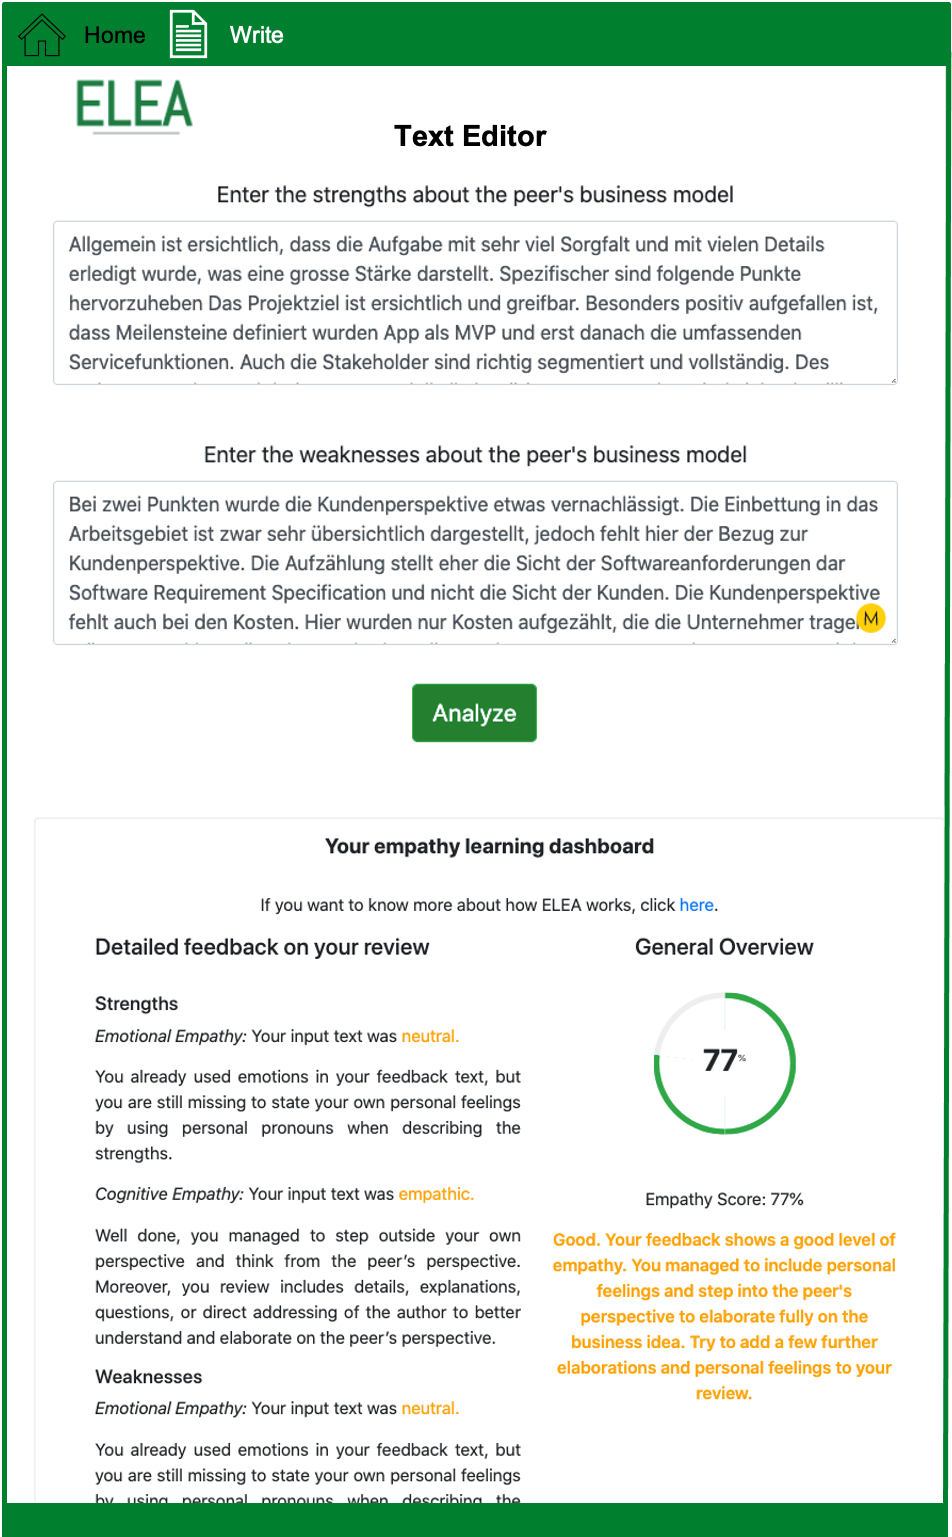 Home Write
ELEA
Text Editor
Enter the strengths about the peer's business model
Allgemein ist ersichtlich, dass die Aufgabe mit sehr viel Sorgfalt und mit vielen Details
erledigt wurde, was eine grosse Stärke darstellt. Spezifischer sind folgende Punkte
hervorzuheben Das Projektziel ist ersichtlich und greifbar. Besonders positiv aufgefallen ist,
dass Meilensteine definiert wurden App als MVP und erst danach die umfassenden
Servicefunktionen. Auch die Stakeholder sind richtig segmentiert und vollständig. Des
Enter the weaknesses about the peer's business model
Bei zwei Punkten wurde die Kundenperspektive etwas vernachlässigt. Die Einbettung in das
Arbeitsgebiet ist zwar sehr übersichtlich dargestellt, jedoch fehlt hier der Bezug zur
Kundenperspektive. Die Aufzählung stellt eher die Sicht der Softwareanforderungen dar
Software Requirement Specification und nicht die Sicht der Kunden. Die Kundenperspektive
fehlt auch bei den Kosten. Hier wurden nur Kosten aufgezählt, die die Unternehmer
M
Analyze
Your empathy learning dashboard
If you want to know more about how ELEA works, click here.
Detailed feedback on your review
Strengths
Emotional Empathy: Your input text was neutral.
You already used emotions in your feedback text, but
you are still missing to state your own personal feelings
by using personal pronouns when describing the
strengths.
Cognitive Empathy: Your input text was empathic.
Well done, you managed to step outside your own
perspective and think from the peer's perspective.
Moreover, you review includes details, explanations,
questions, or direct addressing of the author to better
understand and elaborate on the peer's perspective.
Weaknesses
Emotional Empathy: Your input text was neutral.
You already used emotions in your feedback text, but
you are still missing to state your own personal feelings
by using personal pronouns when describing the
General Overview
77%
Empathy Score: 77%
Good. Your feedback shows a good level of
empathy. You managed to include personal
feelings and step into the peer's
perspective to elaborate fully on the
business idea. Try to add a few further
elaborations and personal feelings to your
review.